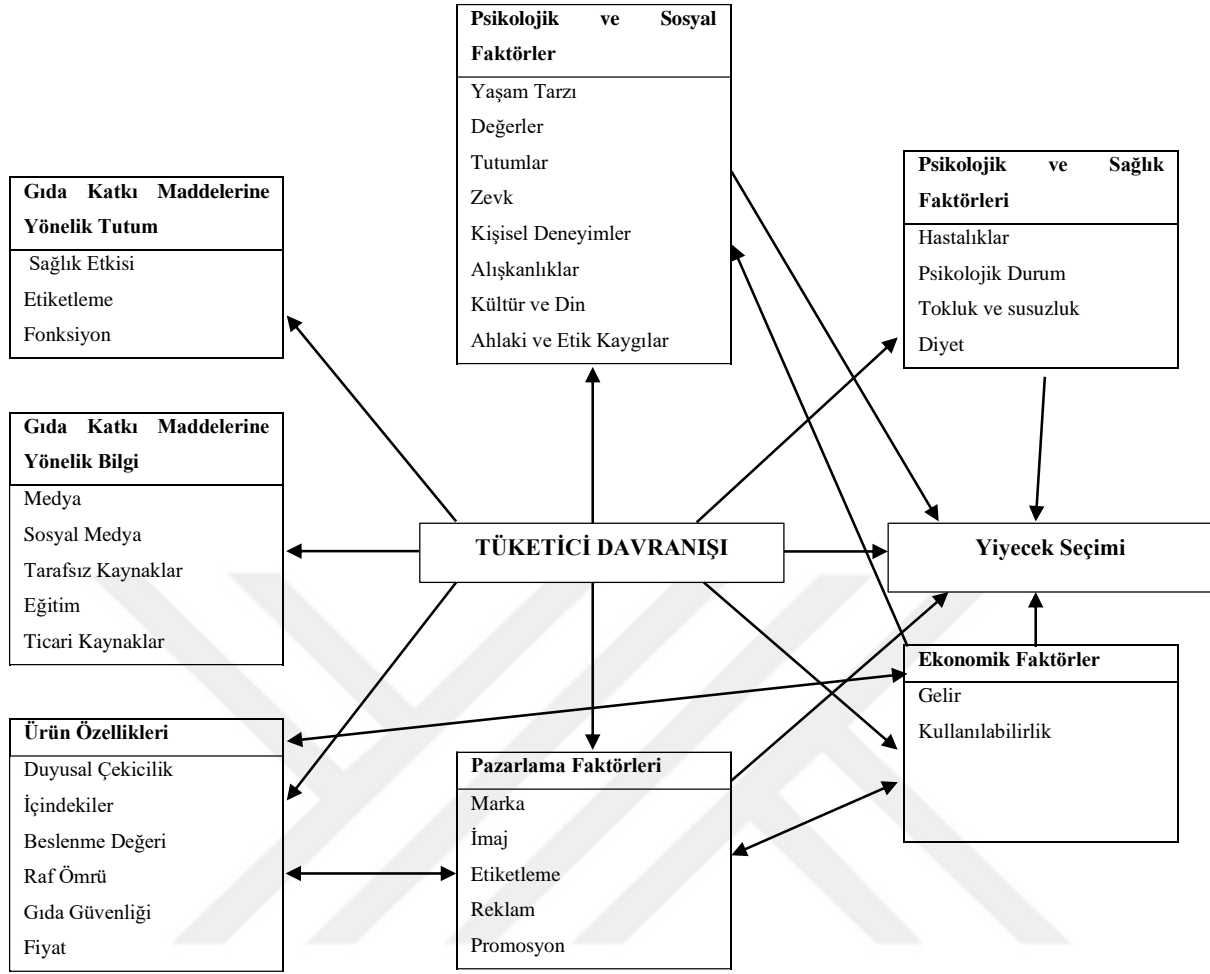 Psikolojik ve Sosyal
Faktörler
Yaşam Tarzı
Değerler
Tutumlar
Zevk
Kişisel Deneyimler
Alışkanlıklar
Kültür ve Din
Ahlaki ve Etik Kaygılar
Psikolojik ve Sağlık
Faktörleri
Hastalıklar
Psikolojik Durum
Tokluk ve susuzluk
Diyet
Gıda Katkı Maddelerine
Yönelik Tutum
Sağlık Etkisi
Etiketleme
Fonksiyon
Gıda Katkı Maddelerine
Yönelik Bilgi
Medya
Sosyal Medya
Tarafsız Kaynaklar
Eğitim
Ticari Kaynaklar
TÜKETİCİ DAVRANIŞI
Yiyecek Seçimi
Ekonomik Faktörler
Gelir
Kullanılabilirlik
Ürün Özellikleri
Duyusal Çekicilik
İçindekiler
Beslenme Değeri
Raf Ömrü
Gıda Güvenliği
Fiyat
Pazarlama Faktörleri
Marka
İmaj
Etiketleme
Reklam
Promosyon